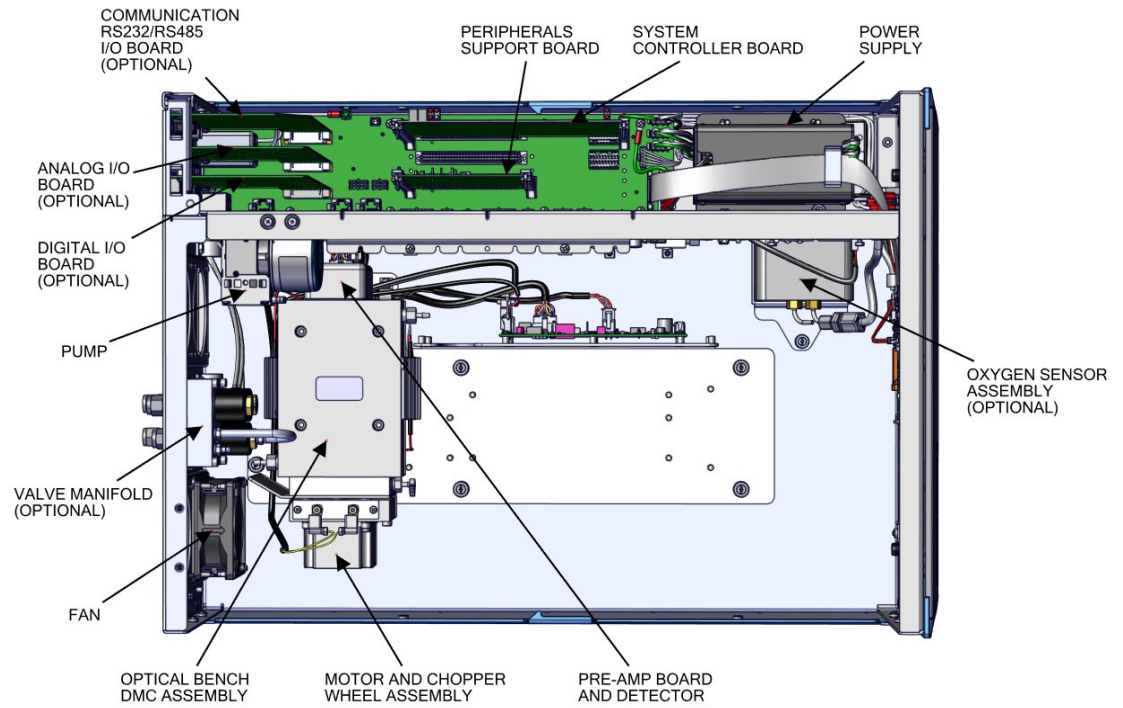 COMMUNICATION
RS232/RS485
I/O BOARD
(OPTIONAL)
PERIPHERALS
SUPPORT BOARD
SYSTEM
CONTROLLER BOARD
POWER
SUPPLY
ANALOG I/O
BOARD
(OPTIONAL)
DIGITAL I/O
BOARD
(OPTIONAL)
PUMP
OXYGEN SENSOR
ASSEMBLY
(OPTIONAL)
VALVE MANIFOLD
(OPTIONAL)
FAN
OPTICAL BENCH
DMC ASSEMBLY
MOTOR AND CHOPPER
WHEEL ASSEMBLY
PRE-AMP BOARD
AND DETECTOR